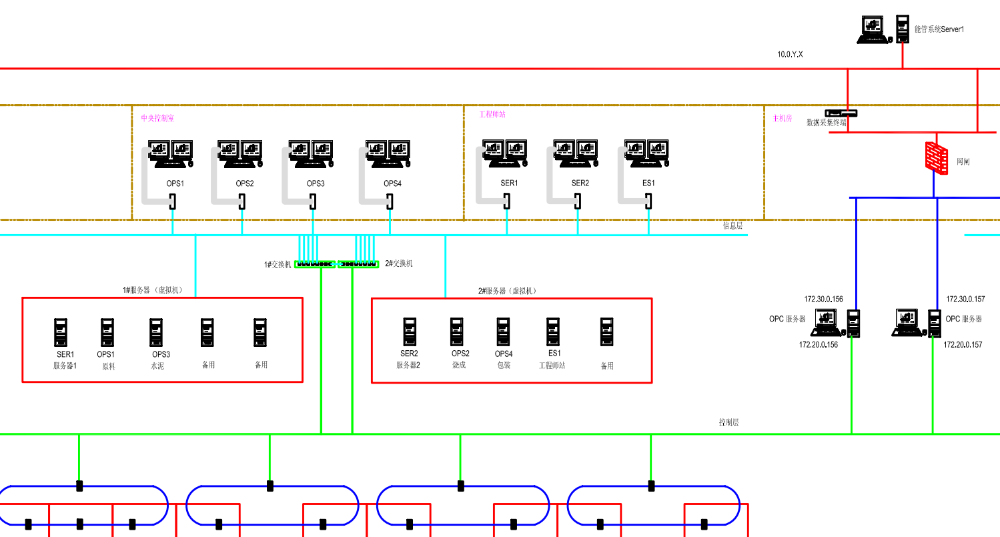 能管系统Server1
10.0.Y.X
中央控制室
工程师站
主机房
数据采集终端
网闸
OPS1
OPS2
OPS3
OPS4
SER1
SER2
ES1
信息层
1#交换机
2#交换机
1#服务器 （虚拟机）
2#服务器（虚拟机）
172.30.0.156
172.30.0.157
OPC 服务器
OPC 服务器
172.20.0.156
172.20.0.157
SER1
服务器1
OPS1
原料
OPS3
水泥
备用
备用
SER2
服务器2
OPS2
烧成
OPS4
包装
ES1
工程师站
备用
控制层